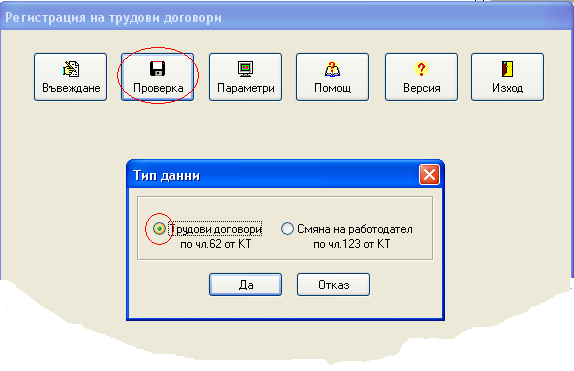 Регистрация на трудови договори
Въвеждане Проверка Параметри Помощ Версия Изход
Тип данни
Трудови договори Смяна на работодател
по чл.62 от КТ по чл.123 от КТ
Да Отказ